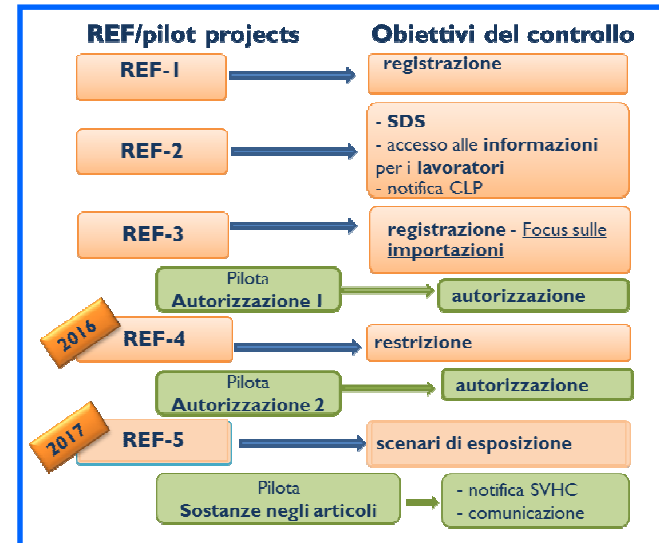 REF/pilot projects Obiettivi del controllo
REF-1 registrazione
REF-2
- SDS
- accesso alle informazioni
per i lavoratori
- notifica CLP
REF-3
registrazione - Focus sulle
importazioni
Pilota
Autorizzazione 1
autorizzazione
2016
REF-4 restrizione
Pilota
Autorizzazione 2
autorizzazione
2017
REF-5 scenari di esposizione
Pilota
Sostanze negli articoli
- notifica SVHC
- comunicazione